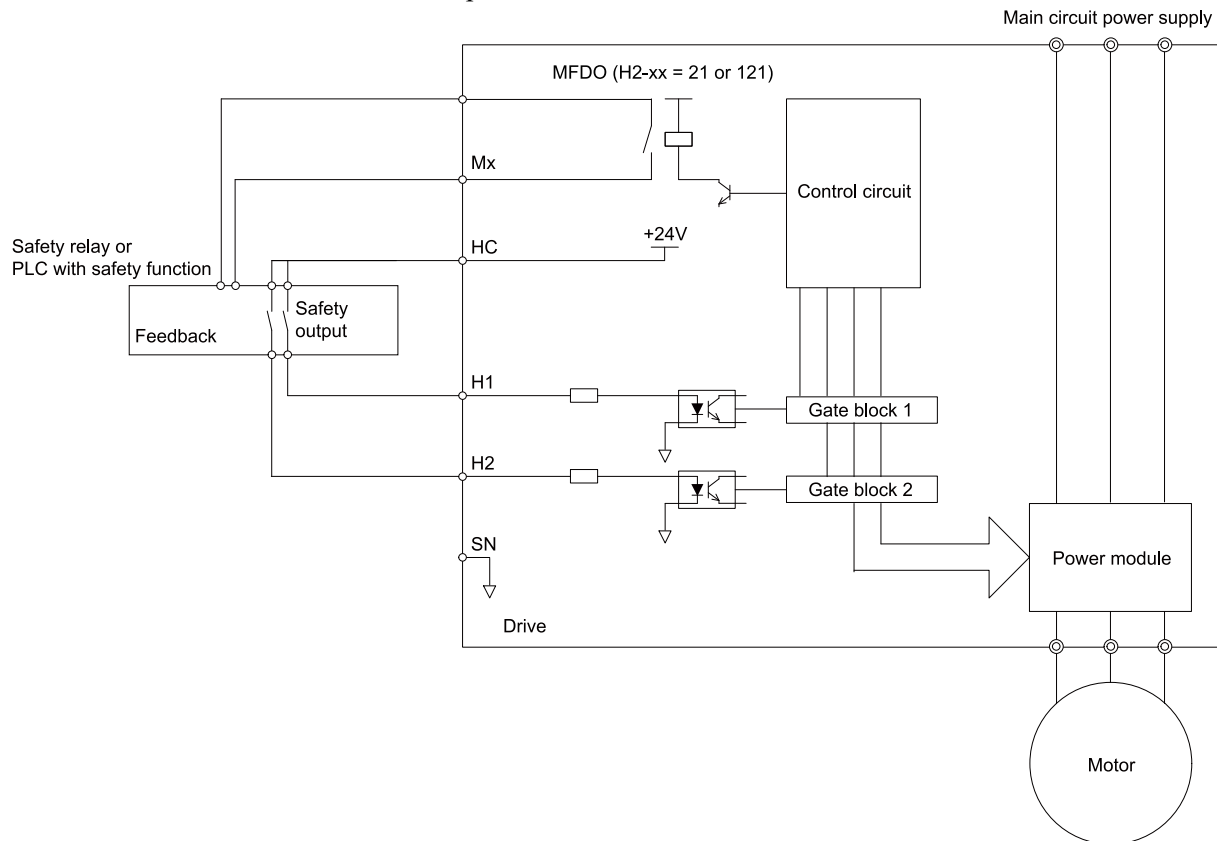 Main circuit power supply
MFDO (H2-xx = 21 or 121)
Mx
Control circuit
+24V
HC
Safety relay or
PLC with safety function
Safety
output
Feedback
H1
Gate block 1
H2
Gate block 2
SN
Power module
Drive
Motor